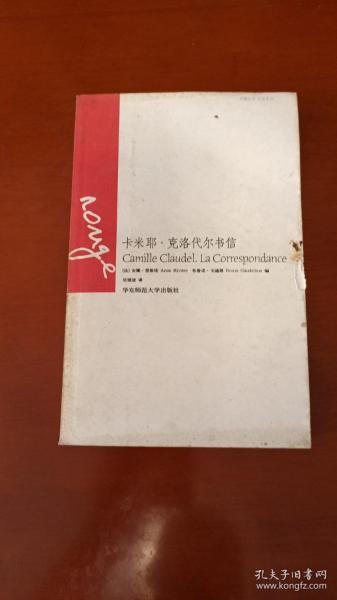 rouge
卡米耶·克洛代尔书信
Camille Claudel. La Correspondance
[法] 安娜·里维埃 Anne Rivière 布鲁诺·戈迪雄 Bruno Gaudichon 编
华东师范大学出版社
孔夫子旧书网
www.kongfz.com